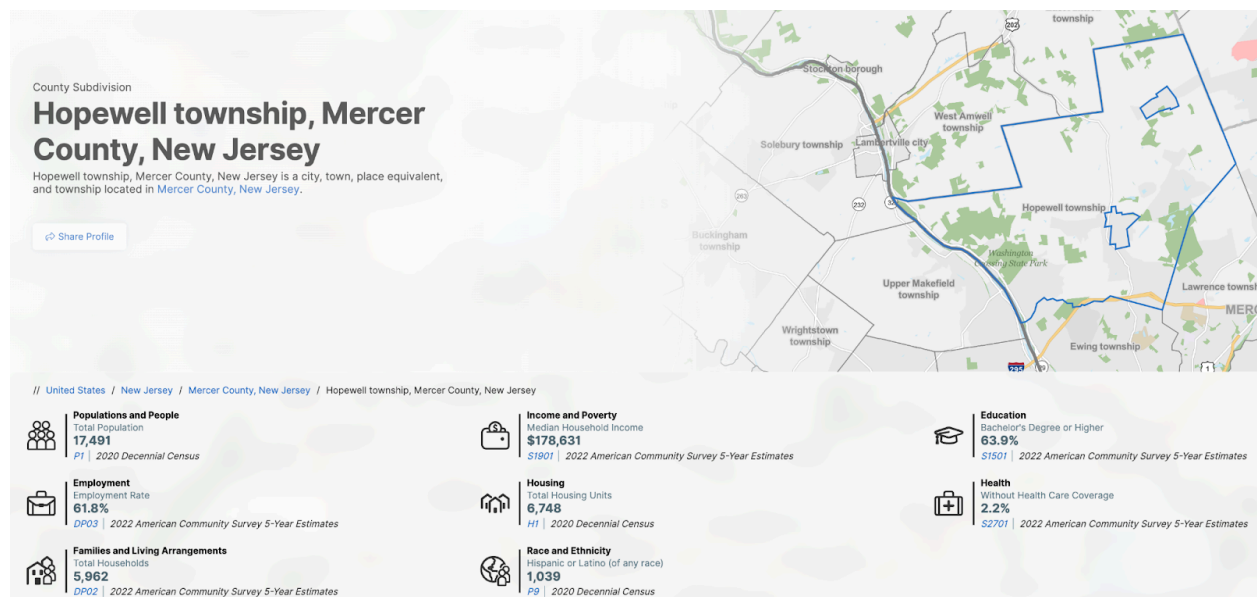 County Subdivision
Hopewell township, Mercer
County, New Jersey
Hopewell township, Mercer County, New Jersey is a city, town, place equivalent,
and township located in Mercer County, New Jersey.
Share Profile
township
202
Stockton borough
West Amwell
township
Solebury township
Lambertville city
263
232
Hopewell township
Buckingham
township
Washington
Crossing State Park
Upper Makefield
township
Lawrence townsh
MERC
Wrightstown
township
Ewing township
295
29
1
// United States / New Jersey / Mercer County, New Jersey / Hopewell township, Mercer County, New Jersey
Populations and People
Total Population
17,491
P1 | 2020 Decennial Census
Income and Poverty
Median Household Income
$178,631
S1901 | 2022 American Community Survey 5-Year Estimates
Education
Bachelor's Degree or Higher
63.9%
S1501 | 2022 American Community Survey 5-Year Estimates
Employment
Employment Rate
61.8%
DP03 | 2022 American Community Survey 5-Year Estimates
Housing
Total Housing Units
6,748
H1 | 2020 Decennial Census
Health
Without Health Care Coverage
2.2%
S2701 | 2022 American Community Survey 5-Year Estimates
Families and Living Arrangements
Total Households
5,962
DP02 | 2022 American Community Survey 5-Year Estimates
Race and Ethnicity
Hispanic or Latino (of any race)
1,039
P9 | 2020 Decennial Census